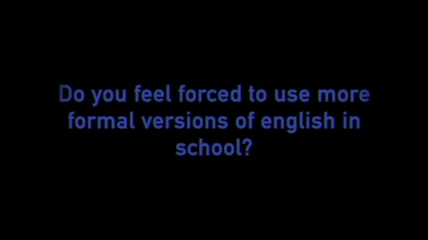 Do you feel forced to use more
formal versions of english in
school?